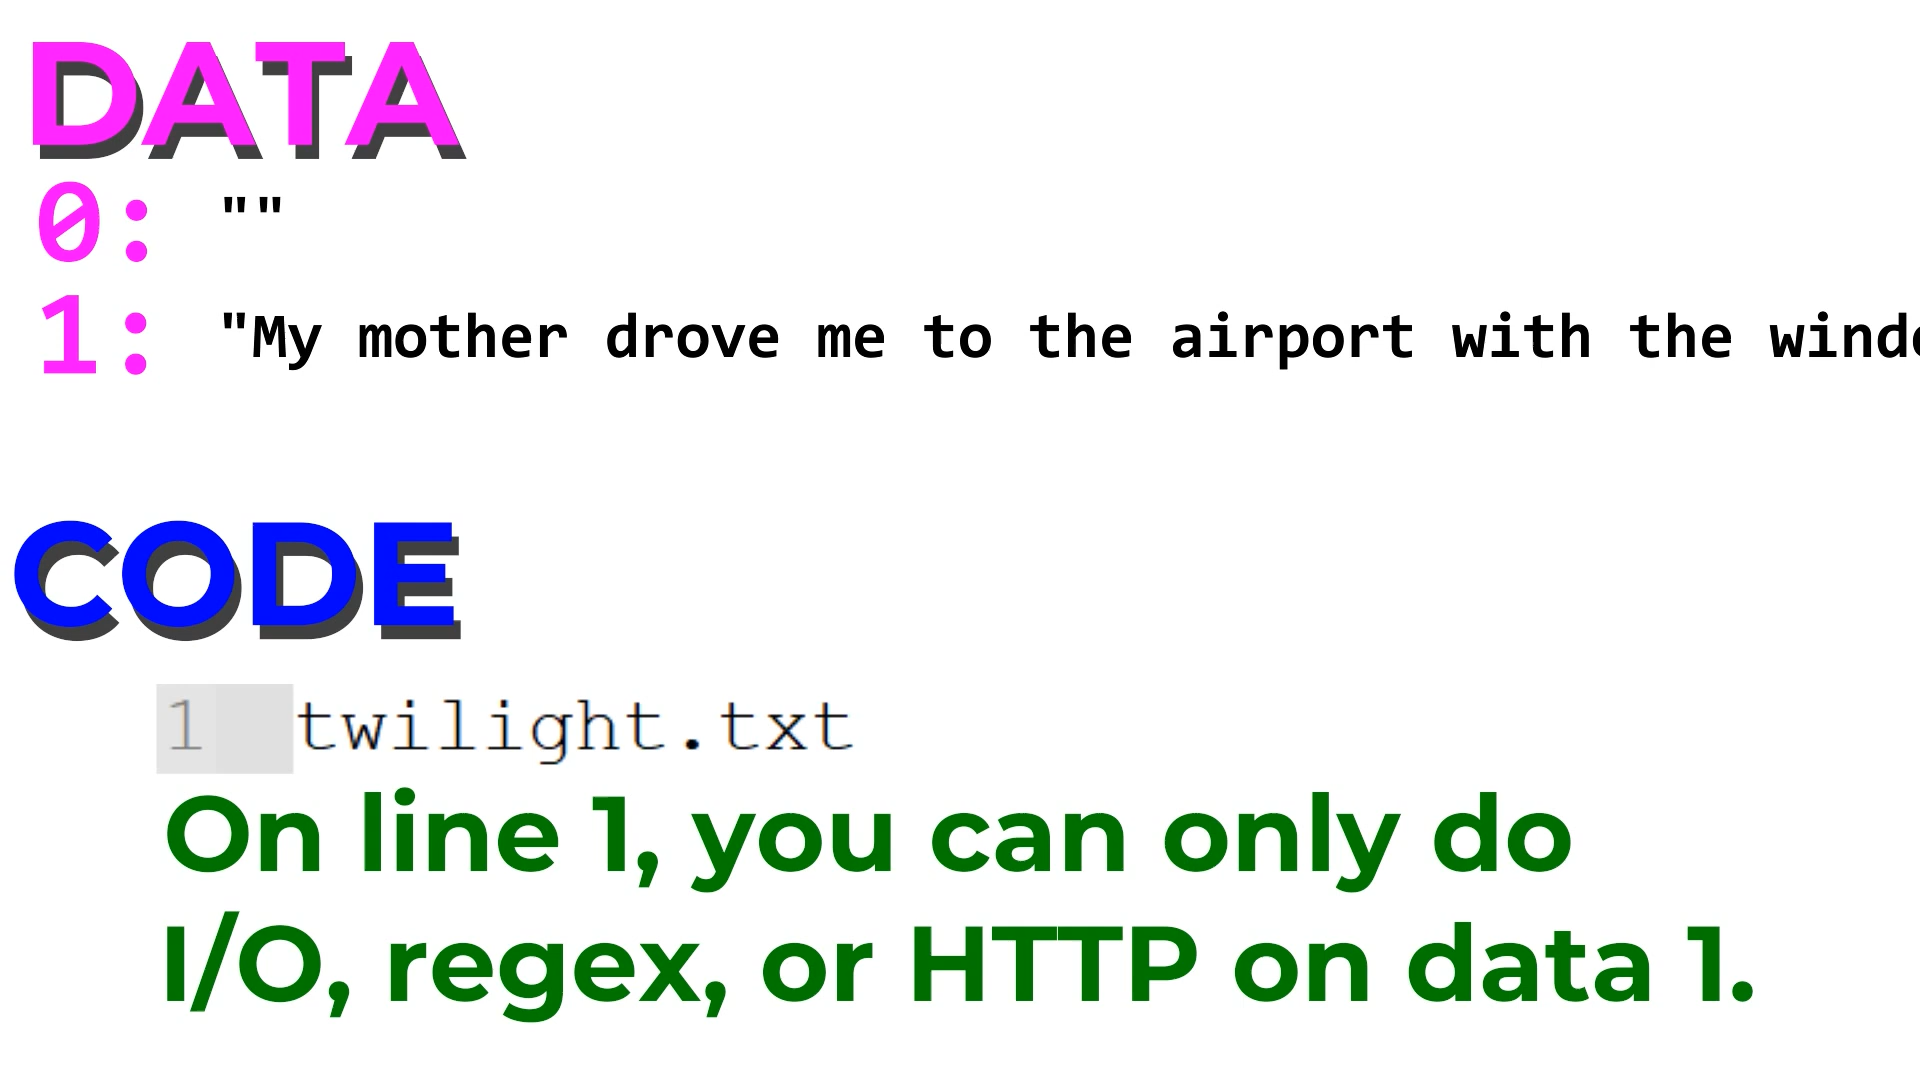 DATA
0: ""
1: "My mother drove me to the airport with the
CODE
1 twilight.txt
On line 1, you can only do
I/O, regex, or HTTP on data 1.